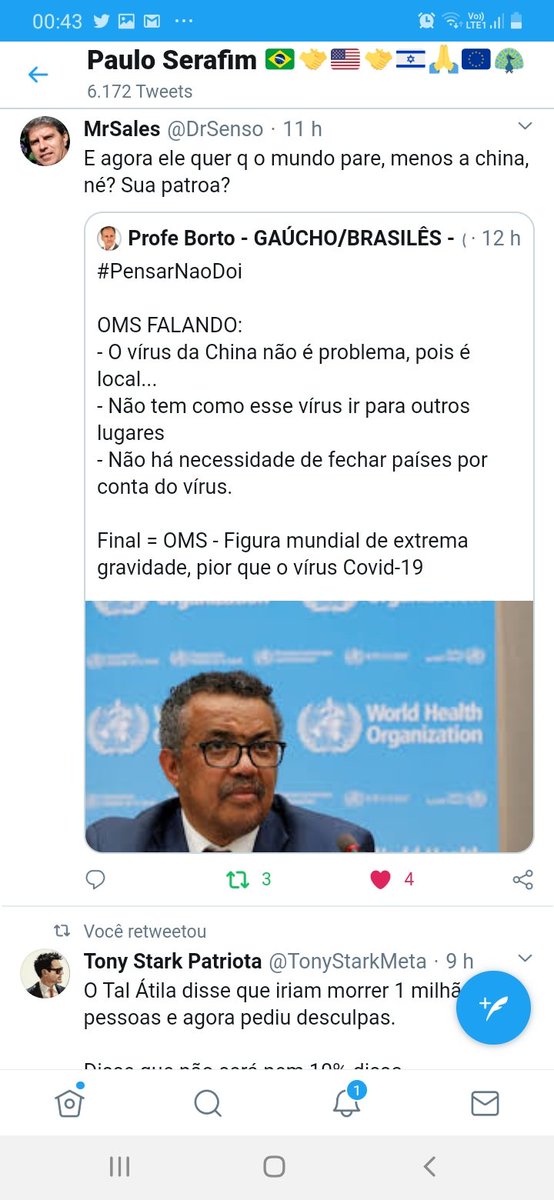 00:43
Vo))
LTE1
Paulo Serafim
6.172 Tweets
MrSales @DrSenso · 11 h
E agora ele quer q o mundo pare, menos a china,
né? Sua patroa?
Profe Borto - GAÚCHO/BRASILÊS - ( · 12 h
#PensarNaoDoi
OMS FALANDO:
- O vírus da China não é problema, pois é
local...
- Não tem como esse vírus ir para outros
lugares
- Não há necessidade de fechar países por
conta do vírus.
Final = OMS - Figura mundial de extrema
gravidade, pior que o vírus Covid-19
Organization
World Health
Organization
3
4
Você retweetou
Tony Stark Patriota @TonyStarkMeta · 9 h
O Tal Átila disse que iriam morrer 1 milhã
pessoas e agora pediu desculpas.
1